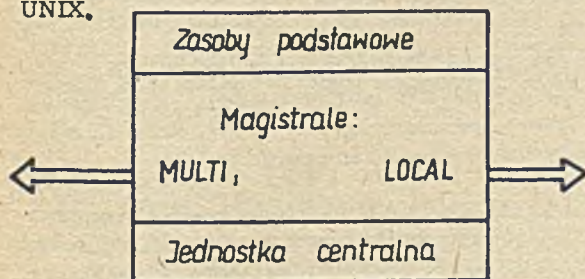 UNIX.
Zasoby podstawowe
Magistrale:
MULTI, LOCAL
Jednostka centralna